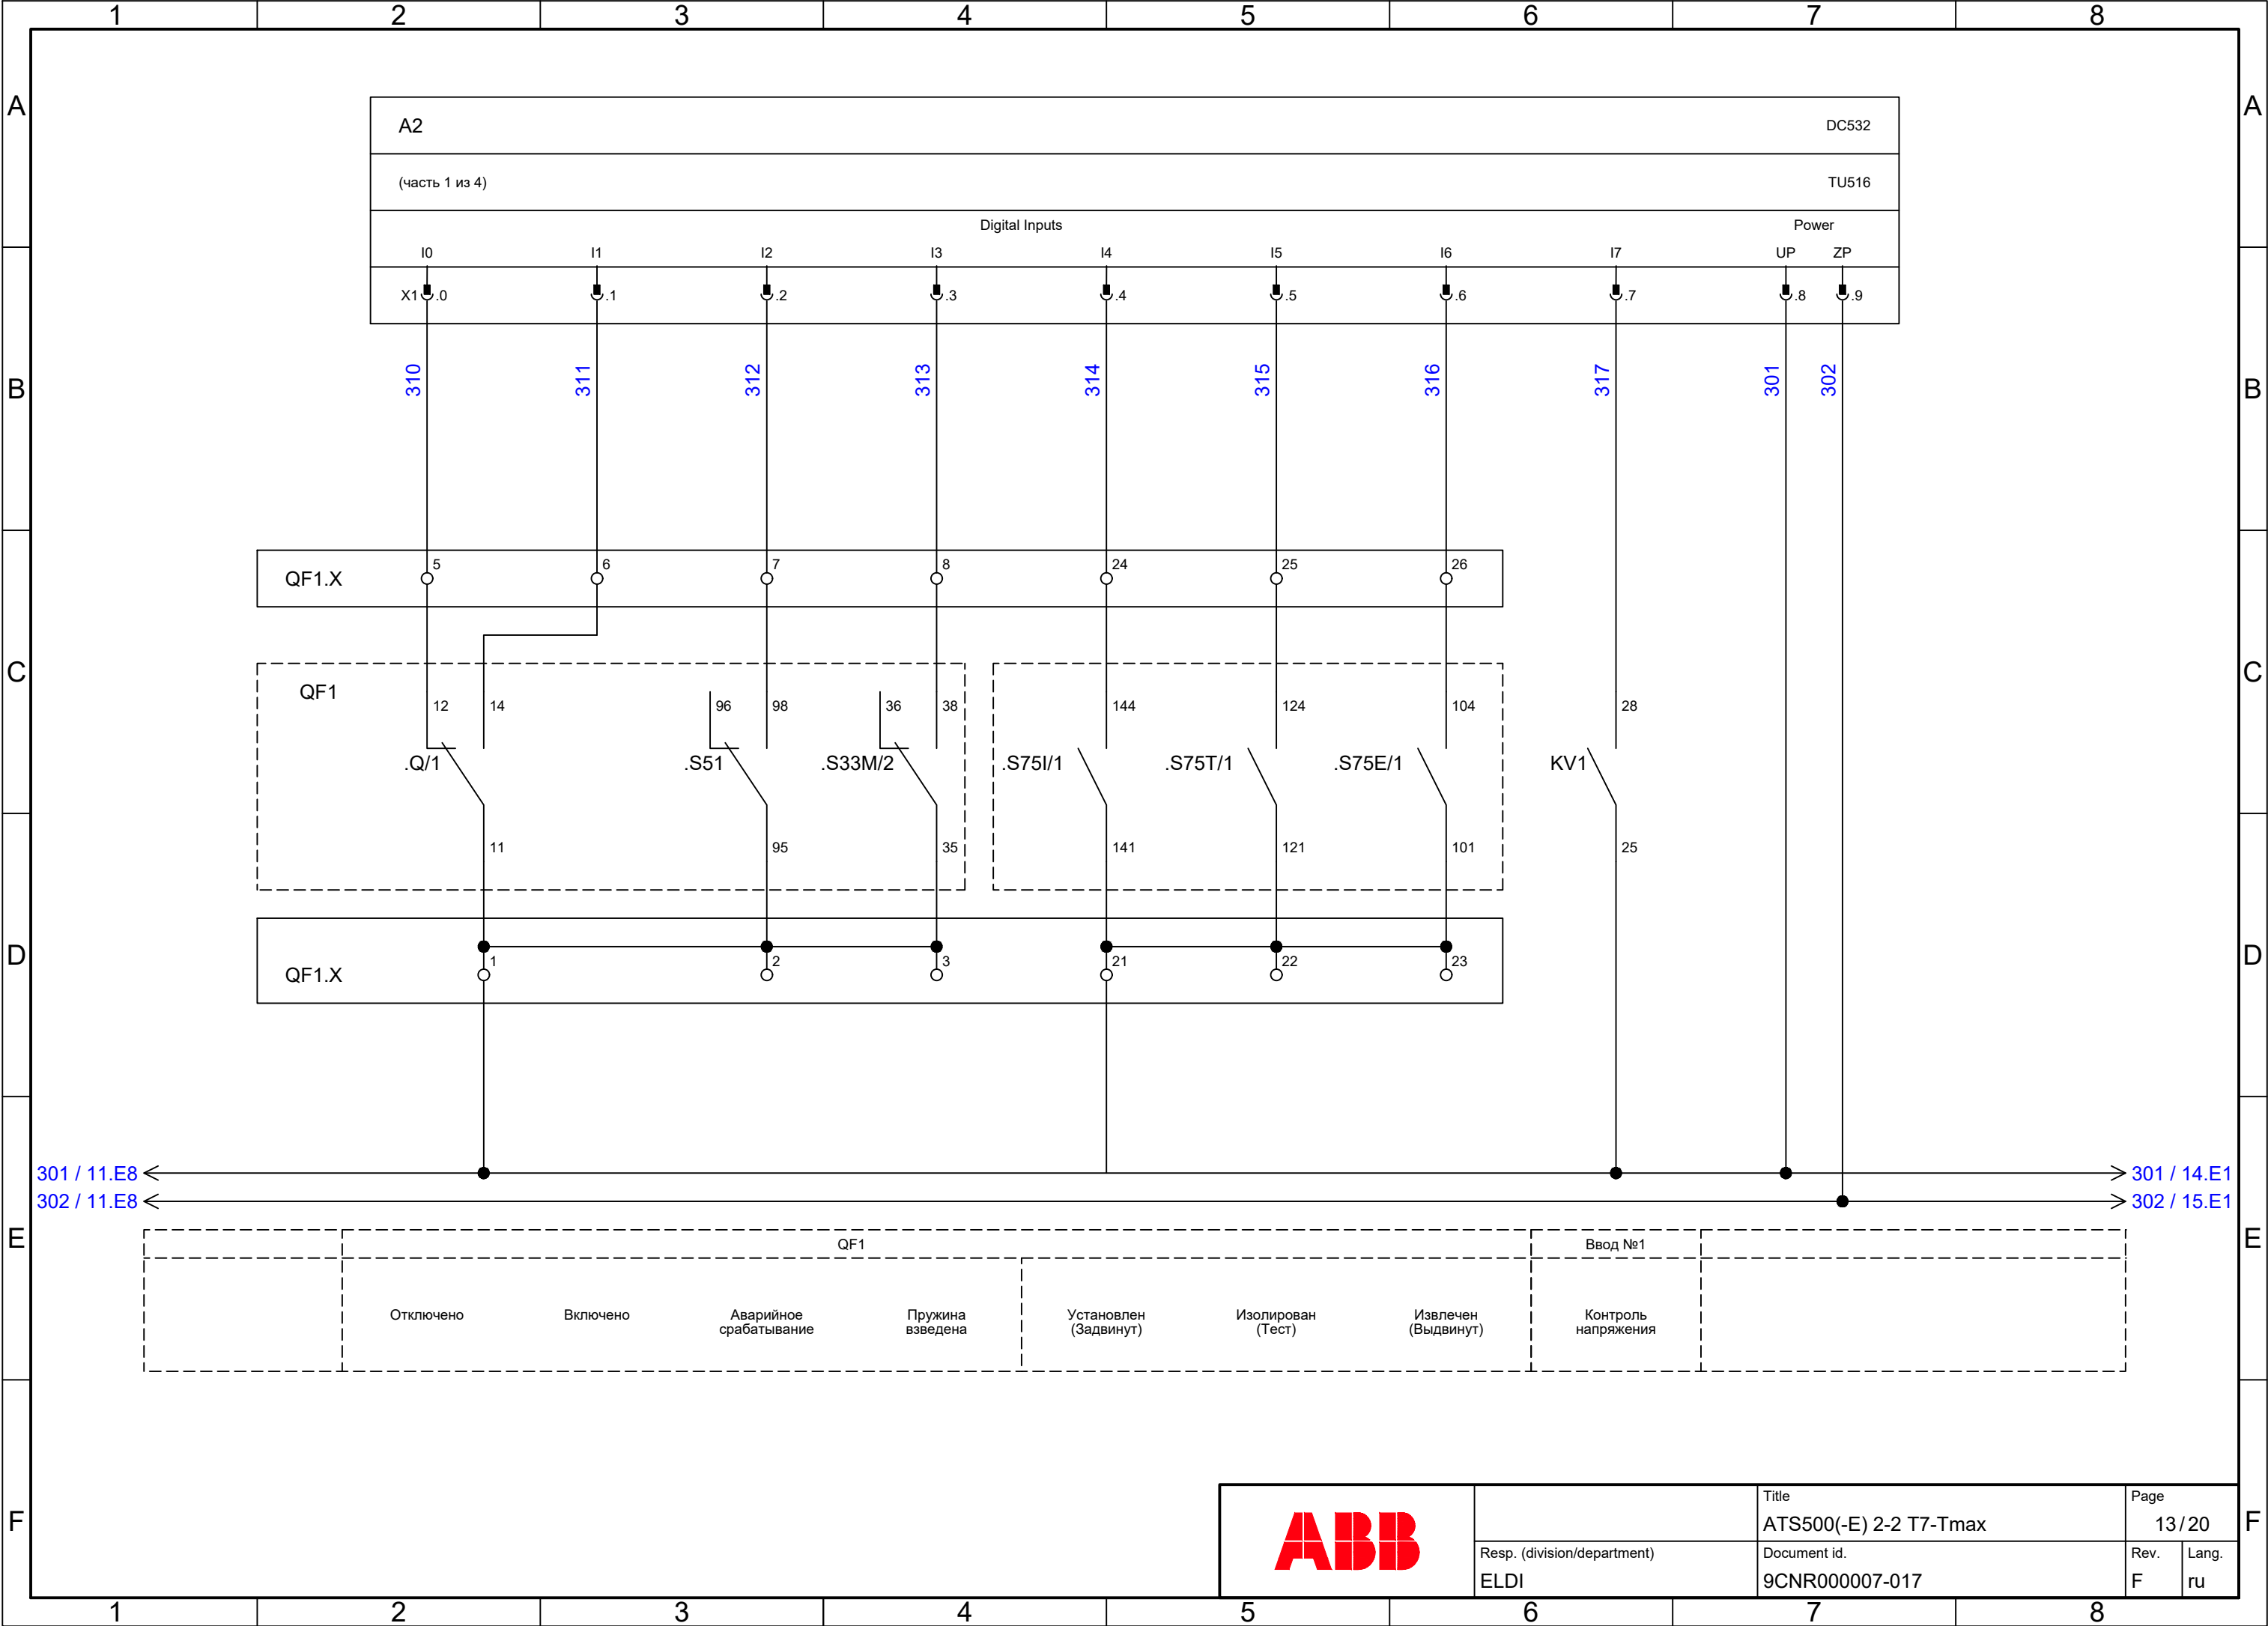 1 2 3 4 5 6 7 8
A A
A2 DC532
(часть 1 из 4) TU516
Digital Inputs Power
I0 I1 I2 I3 I4 I5 I6 I7 UP ZP
X1 .0 .1 .2 .3 .4 .5 .6 .7 .8 .9
B 310 311 312 313 314 315 316 317 301 302 B
QF1.X 5 6 7 8 24 25 26
C C
QF1
12 14 96 98 36 38 144 124 104 28
.Q/1 .S51 .S33M/2 .S75I/1 .S75T/1 .S75E/1 KV1
11 95 35 141 121 101 25
D D
QF1.X 1 2 3 21 22 23
301 / 11.E8 301 / 14.E1
302 / 11.E8 302 / 15.E1
E E
QF1 Ввод №1
Отключено
Включено
Аварийное
срабатывание
Пружина
взведена
Установлен
(Задвинут)
Изолирован
(Тест)
Извлечен
(Выдвинут)
Контроль
напряжения
F F
ABB
Title
ATS500(-E) 2-2 T7-Tmax
Page
13/20
Resp. (division/department)
ELDI
Document id.
9CNR000007-017
Rev.
F
Lang.
ru
1 2 3 4 5 6 7 8